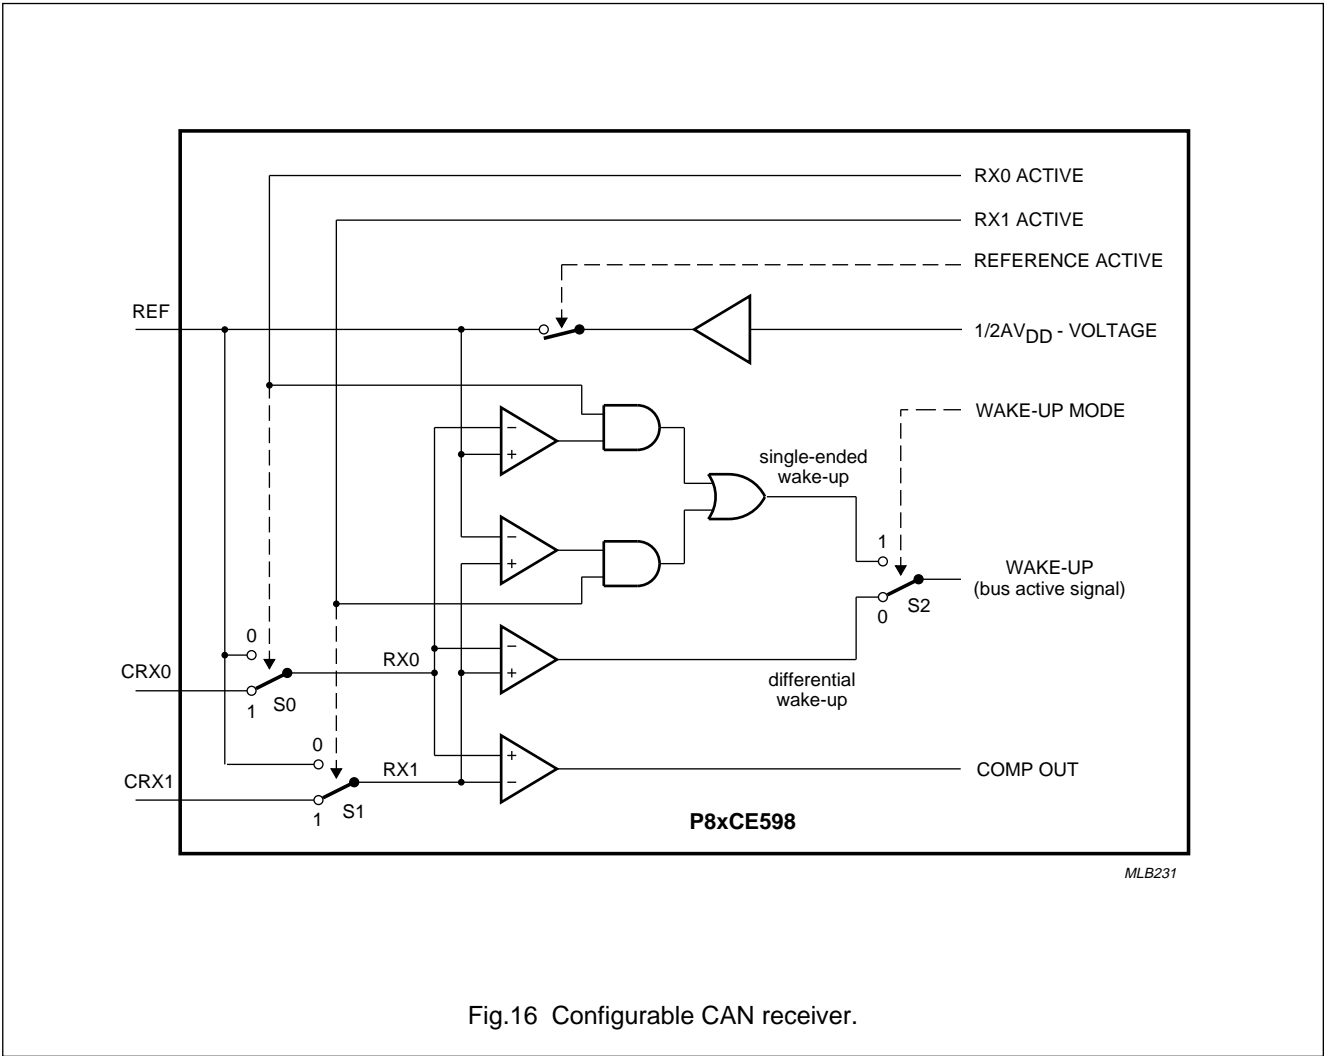 RX0 ACTIVE
RX1 ACTIVE
REFERENCE ACTIVE
REF
1/2AVDD - VOLTAGE
WAKE-UP MODE
−
+
single-ended
wake-up
−
+
1
WAKE-UP
(bus active signal)
S2
0
0
−
+
CRX0
RX0
S0
1
differential
wake-up
0
+
−
CRX1
RX1
COMP OUT
S1
1
P8xCE598
MLB231
Fig.16 Configurable CAN receiver.